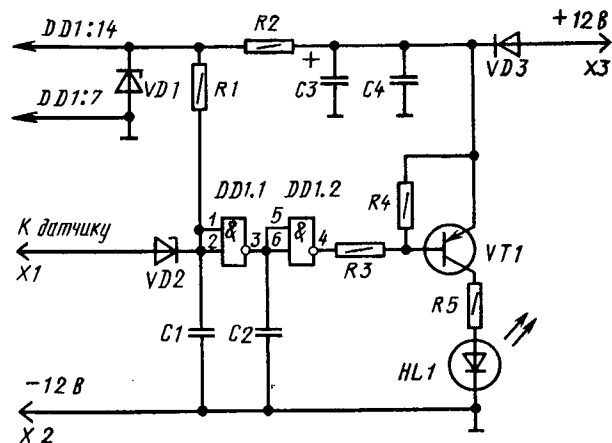 DD1:14
R2
+12 В
+
VD3
X3
DD1:7
VD1
R1
C3
C4
DD1.1
DD1.2
R4
К датчику
1
&
2
3
5
&
6
4
X1
VD2
R3
VT1
C1
C2
R5
HL1
-12 В
X2